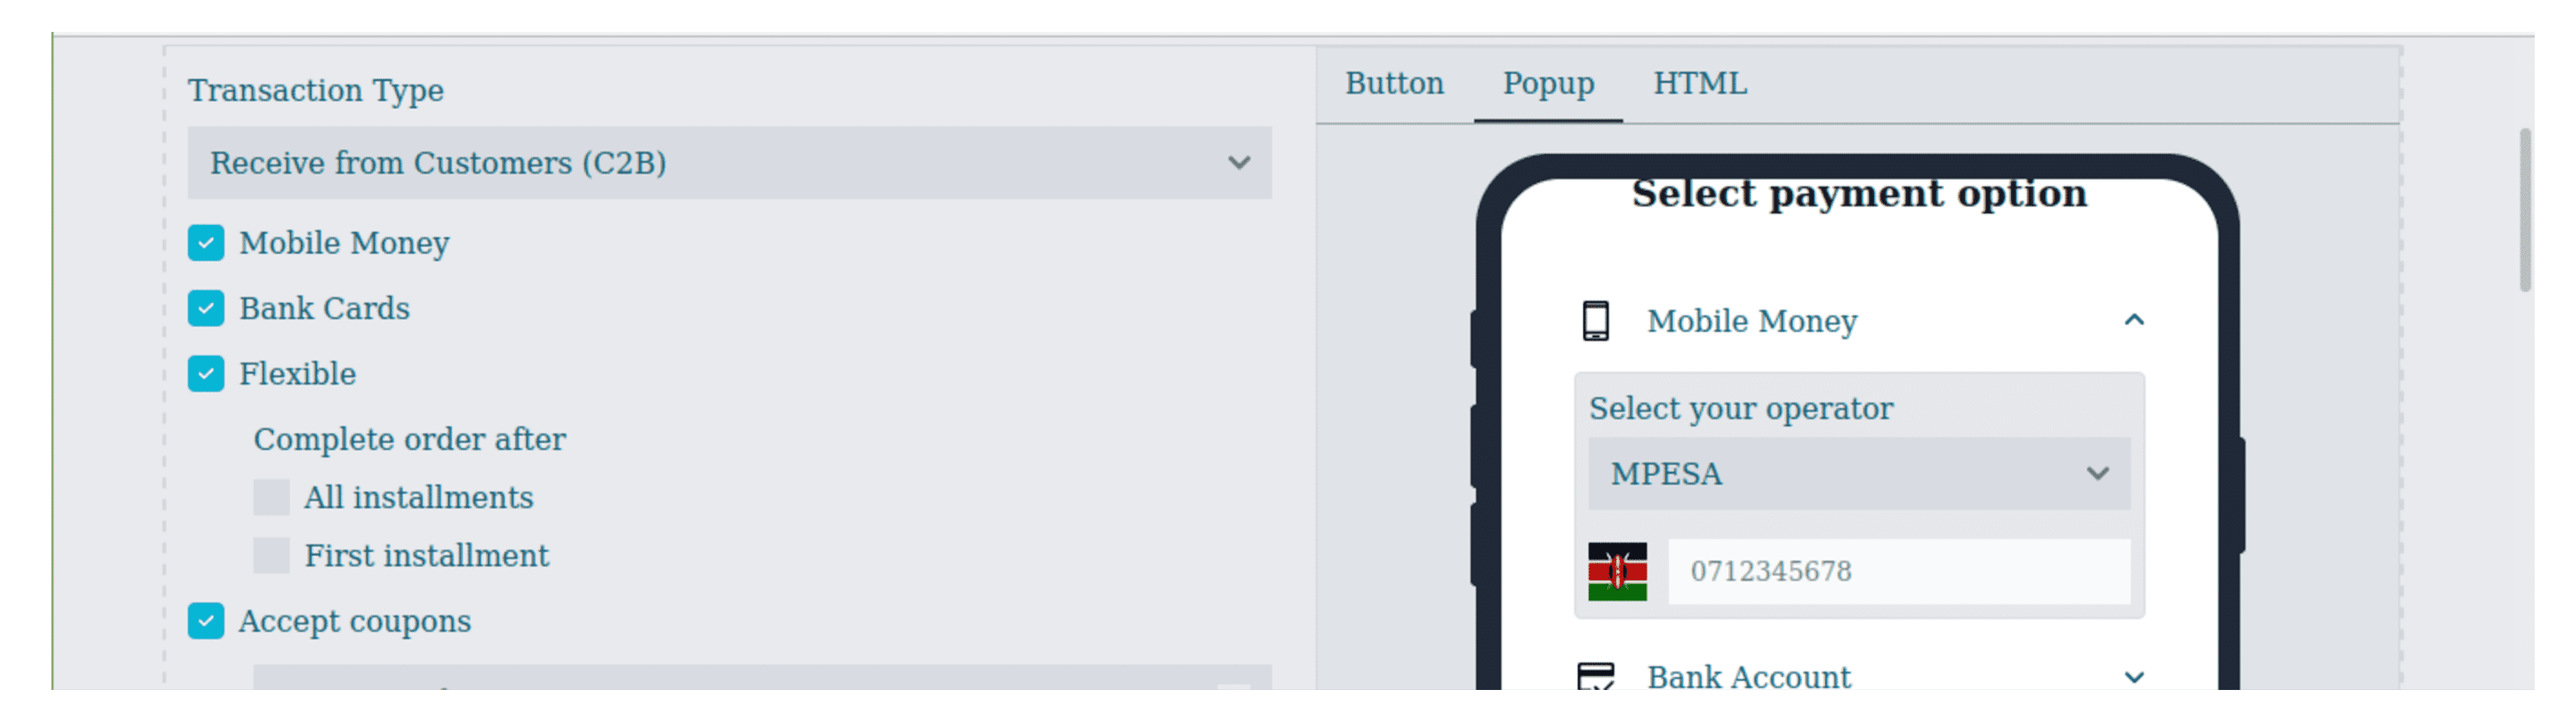 Transaction Type
Receive from Customers (C2B)
Mobile Money
Bank Cards
Flexible
Complete order after
All installments
First installment
Accept coupons
Button Popup HTML
Select payment option
Mobile Money
Select your operator
MPESA
0712345678
Bank Account